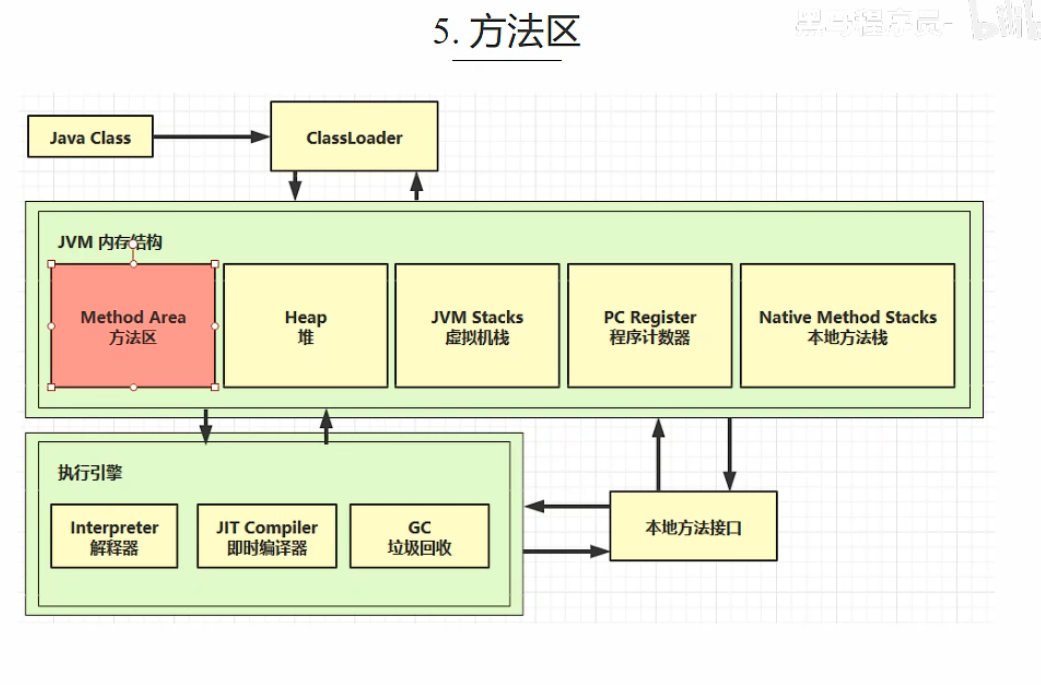 5. 方法区
黑马程序员-
Java Class
ClassLoader
JVM 内存结构
Method Area
方法区
Heap
堆
JVM Stacks
虚拟机栈
PC Register
程序计数器
Native Method Stacks
本地方法栈
执行引擎
Interpreter
解释器
JIT Compiler
即时编译器
GC
垃圾回收
本地方法接口